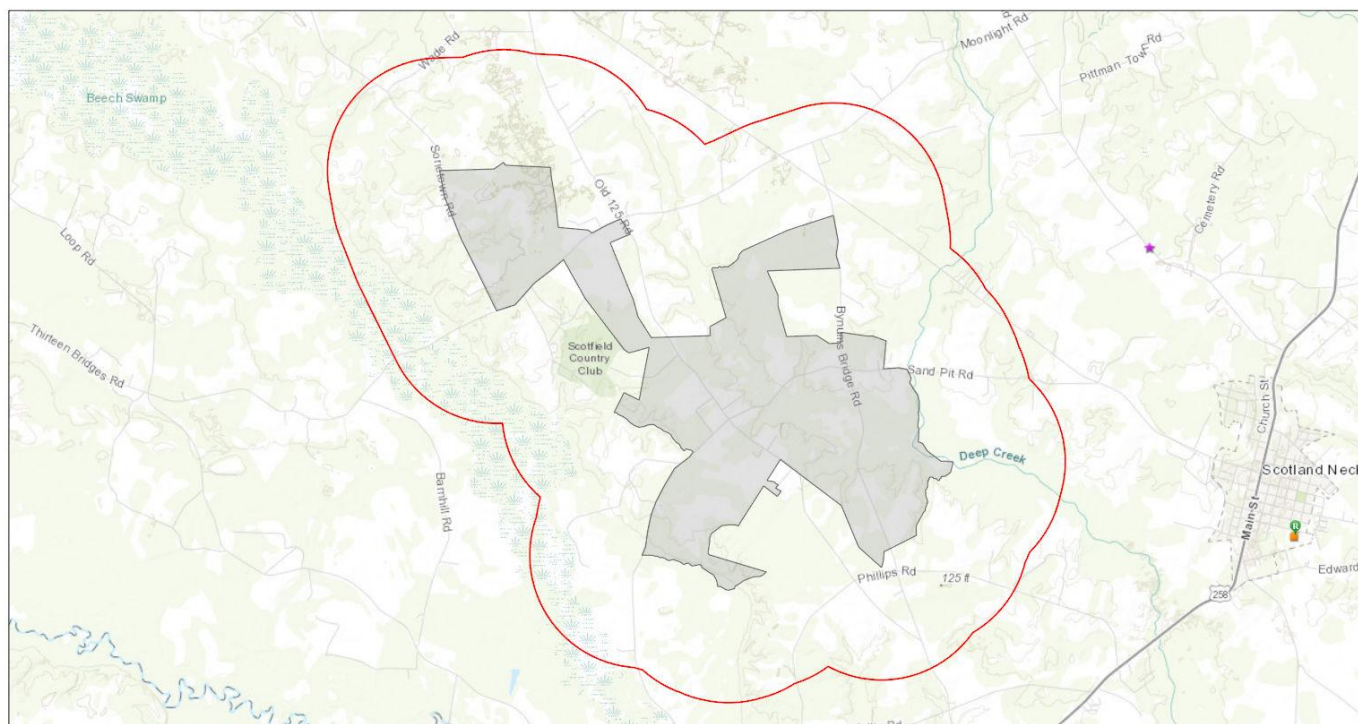 Moonlight Rd
Pittman Town Rd
Wilde Rd
Beech Swamp
Cemetery Rd
Old 125 Rd
Loop Rd
Thirteen Bridges Rd
Scotfield
Country
Club
Bynums Bridge Rd
Sand Pit Rd
Church St
Deep Creek
Scotland Neck
Barnhill Rd
Main St
R
Phillips Rd
125 ft
Edward
258